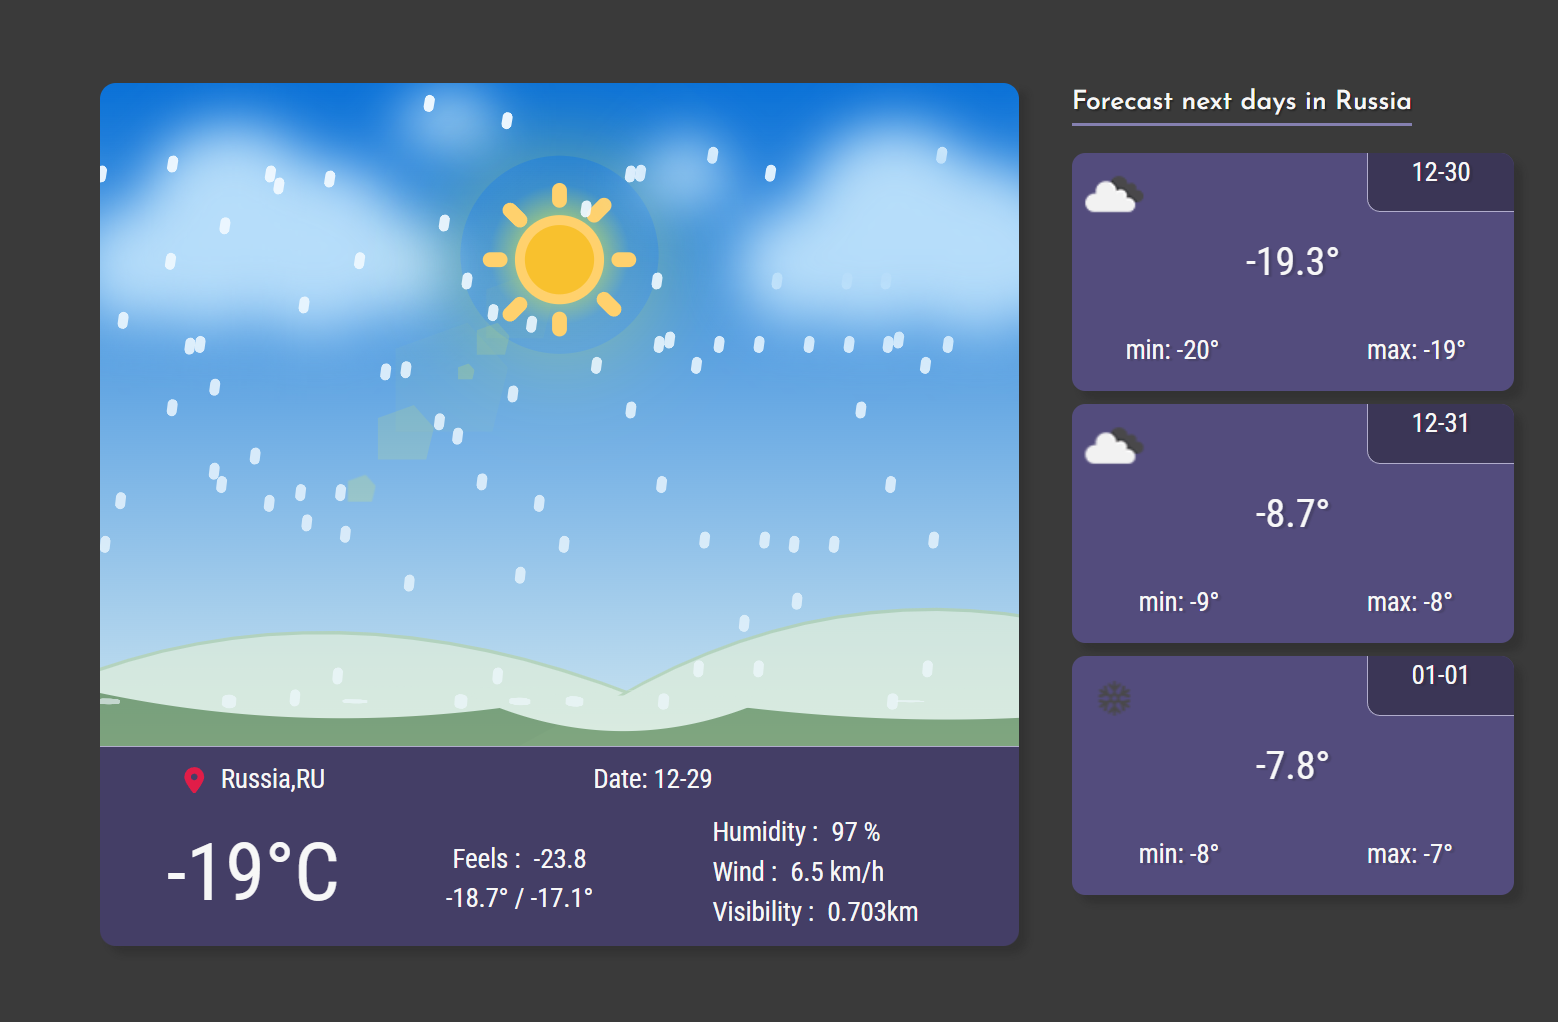 Russia,RU
Date: 12-29
-19°C
Feels : -23.8
-18.7° / -17.1°
Humidity : 97 %
Wind : 6.5 km/h
Visibility : 0.703km
Forecast next days in Russia
12-30
-19.3°
min: -20° max: -19°
12-31
-8.7°
min: -9° max: -8°
01-01
-7.8°
min: -8° max: -7°